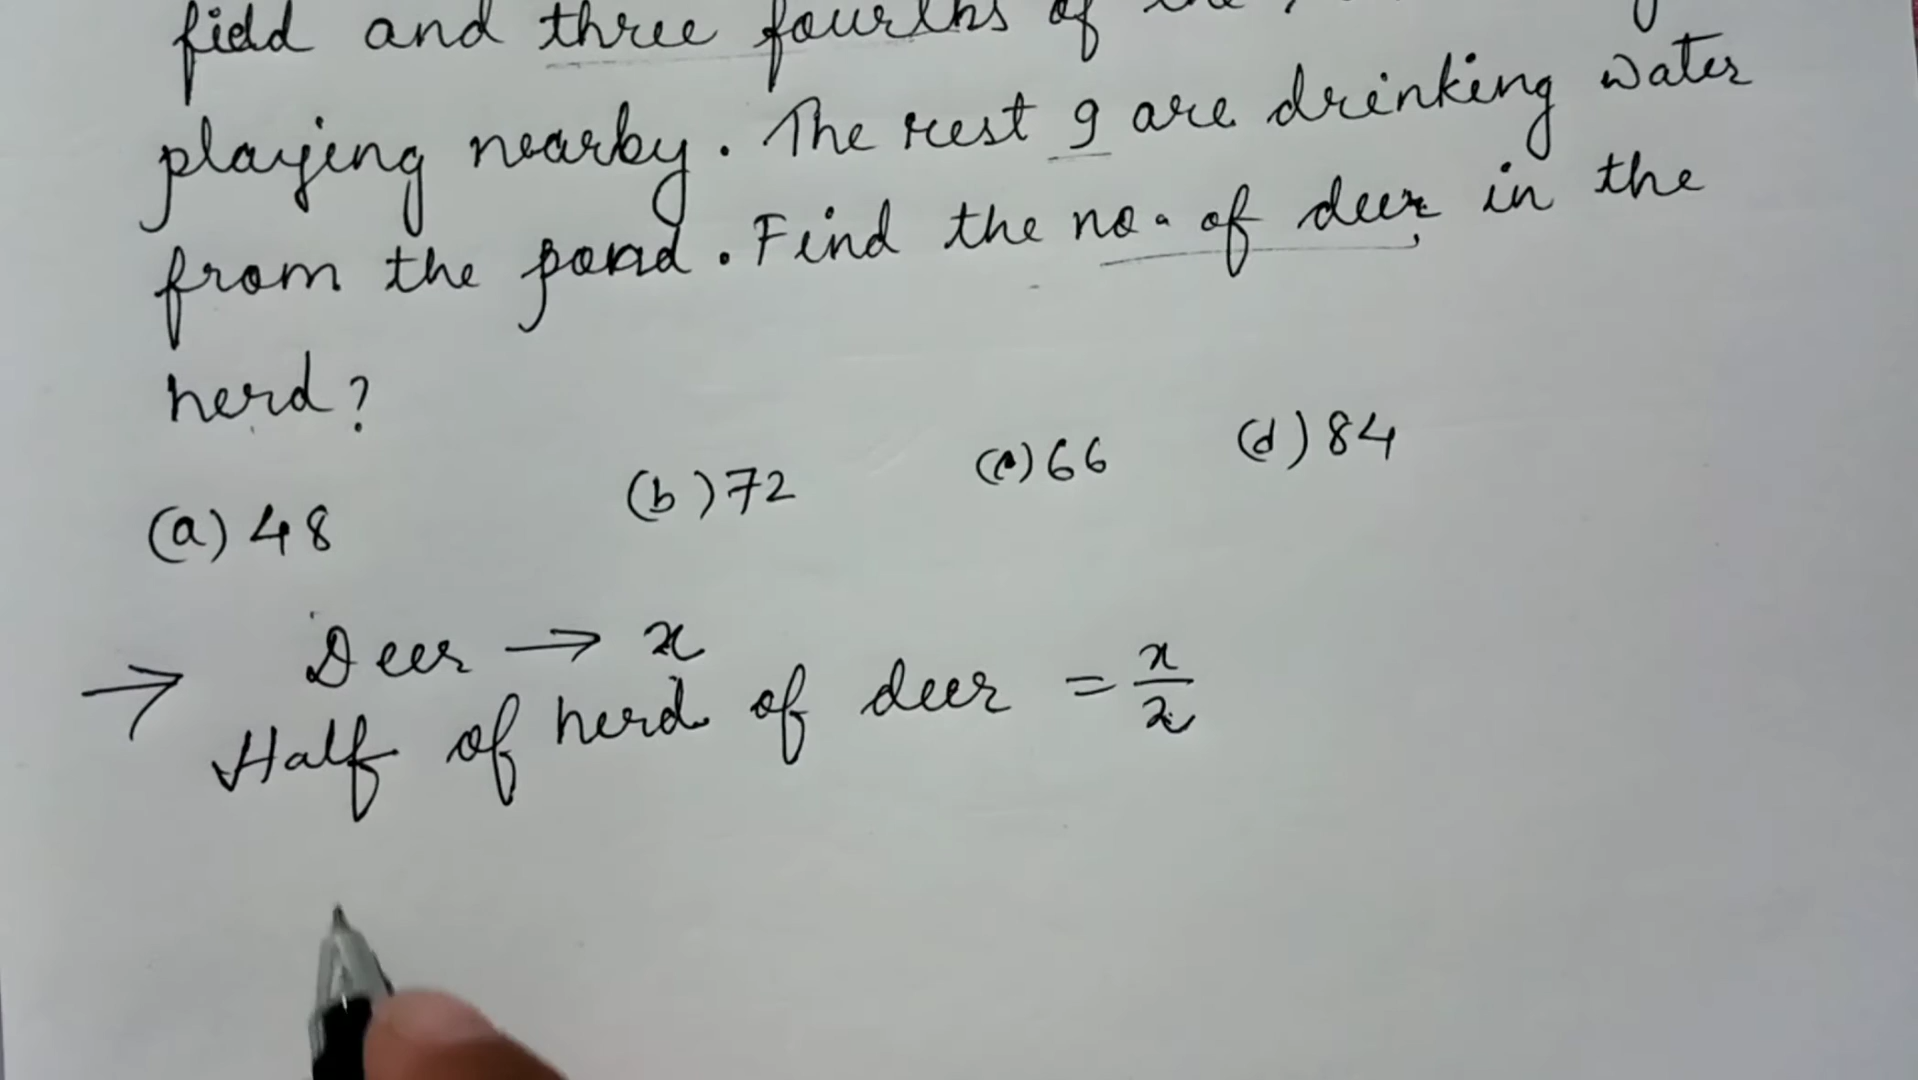 field and three fourths of the
playing nearby. The rest 9 are drinking water
from the pond. Find the no. of deer in the
herd?
(a) 48 (b) 72 (c) 66 (d) 84
→ Deer → x
Half of herd of deer = x/2